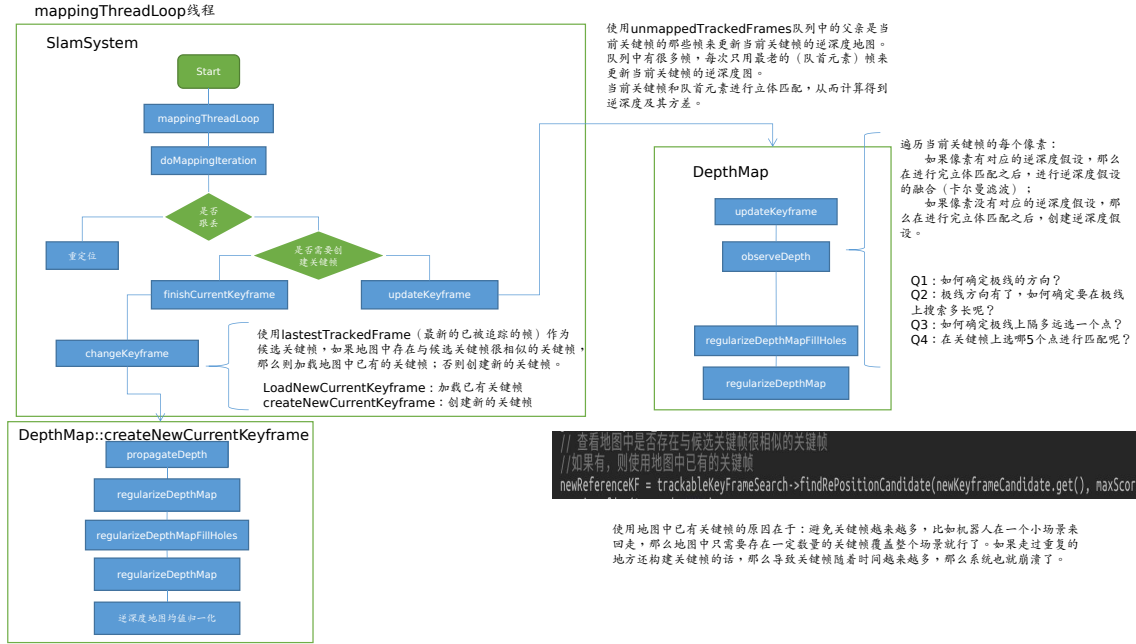 mappingThreadLoop线程
SlamSystem
Start
mappingThreadLoop
doMappingIteration
是否
跟丢
重定位
是否需要创
建关键帧
finishCurrentKeyframe
updateKeyframe
changeKeyframe
使用lastestTrackedFrame（最新的已被追踪的帧）作为
候选关键帧，如果地图中存在与候选关键帧很相似的关键帧，
那么则加载地图中已有的关键帧；否则创建新的关键帧。
LoadNewCurrentKeyframe：加载已有关键帧
createNewCurrentKeyframe：创建新的关键帧
DepthMap::createNewCurrentKeyframe
propagateDepth
regularizeDepthMap
regularizeDepthMapFillHoles
regularizeDepthMap
逆深度地图均值归一化
使用unmappedTrackedFrames队列中的父亲是当
前关键帧的那些帧来更新当前关键帧的逆深度地图。
队列中有很多帧，每次只用最老的（队首元素）帧来
更新当前关键帧的逆深度图。
当前关键帧和队首元素进行立体匹配，从而计算得到
逆深度及其方差。
DepthMap
updateKeyframe
observeDepth
regularizeDepthMapFillHoles
regularizeDepthMap
遍历当前关键帧的每个像素：
如果像素有对应的逆深度假设，那么
在进行完立体匹配之后，进行逆深度假设
的融合（卡尔曼滤波）；
如果像素没有对应的逆深度假设，那
么在进行完立体匹配之后，创建逆深度假
设。
Q1：如何确定极线的方向？
Q2：极线方向有了，如何确定要在极线
上搜索多长呢？
Q3：如何确定极线上隔多远选一个点？
Q4：在关键帧上选哪5个点进行匹配呢？
// 查看地图中是否存在与候选关键帧很相似的关键帧
//如果有，则使用地图中已有的关键帧
newReferenceKF = trackableKeyFrameSearch->findRePositionCandidate(newKeyframeCandidate.get(), maxScor
使用地图中已有关键帧的原因在于：避免关键帧越来越多，比如机器人在一个小场景来
回走，那么地图中只需要存在一定数量的关键帧覆盖整个场景就行了。如果走过重复的
地方还构建关键帧的话，那么导致关键帧随着时间越来越多，那么系统也就崩溃了。